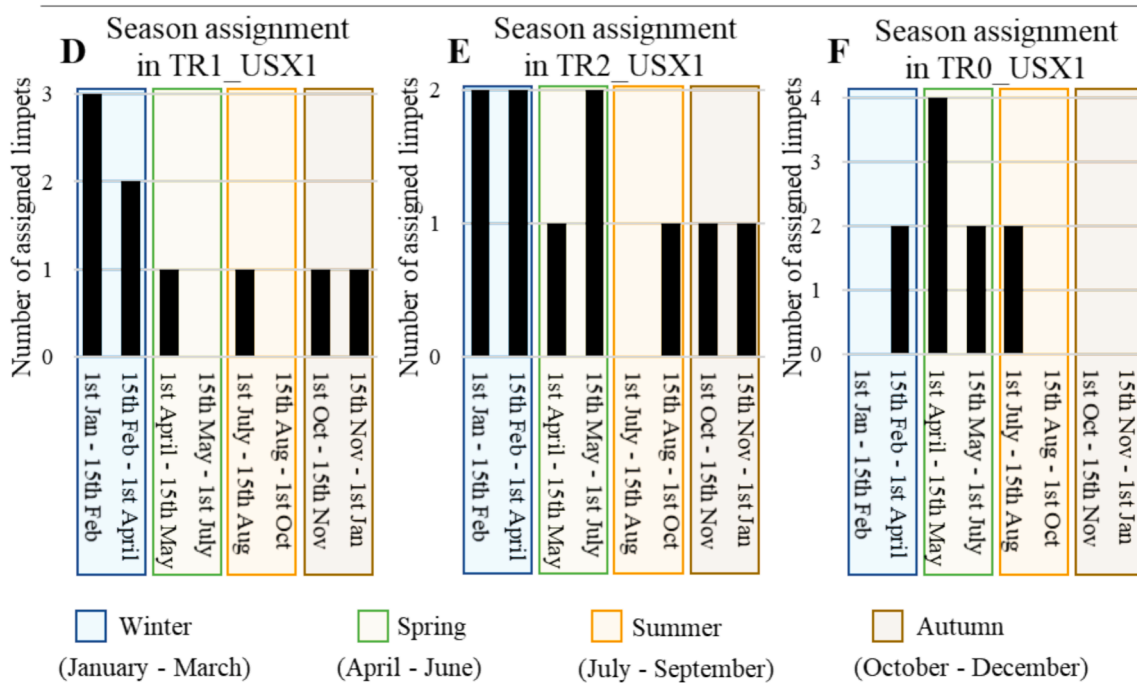 D
Season assignment
in TR1_USX1
Number of assigned limpets
3
2
1
0
1st Jan - 15th Feb
15th Feb - 1st April
1st April - 15th May
15th May - 1st July
1st July - 15th Aug
15th Aug - 1st Oct
1st Oct - 15th Nov
15th Nov - 1st Jan
E
Season assignment
in TR2_USX1
Number of assigned limpets
2
1
0
1st Jan - 15th Feb
15th Feb - 1st April
1st April - 15th May
15th May - 1st July
1st July - 15th Aug
15th Aug - 1st Oct
1st Oct - 15th Nov
15th Nov - 1st Jan
F
Season assignment
in TR0_USX1
Number of assigned limpets
4
3
2
1
0
1st Jan - 15th Feb
15th Feb - 1st April
1st April - 15th May
15th May - 1st July
1st July - 15th Aug
15th Aug - 1st Oct
1st Oct - 15th Nov
15th Nov - 1st Jan
Winter
(January - March)
Spring
(April - June)
Summer
(July - September)
Autumn
(October - December)